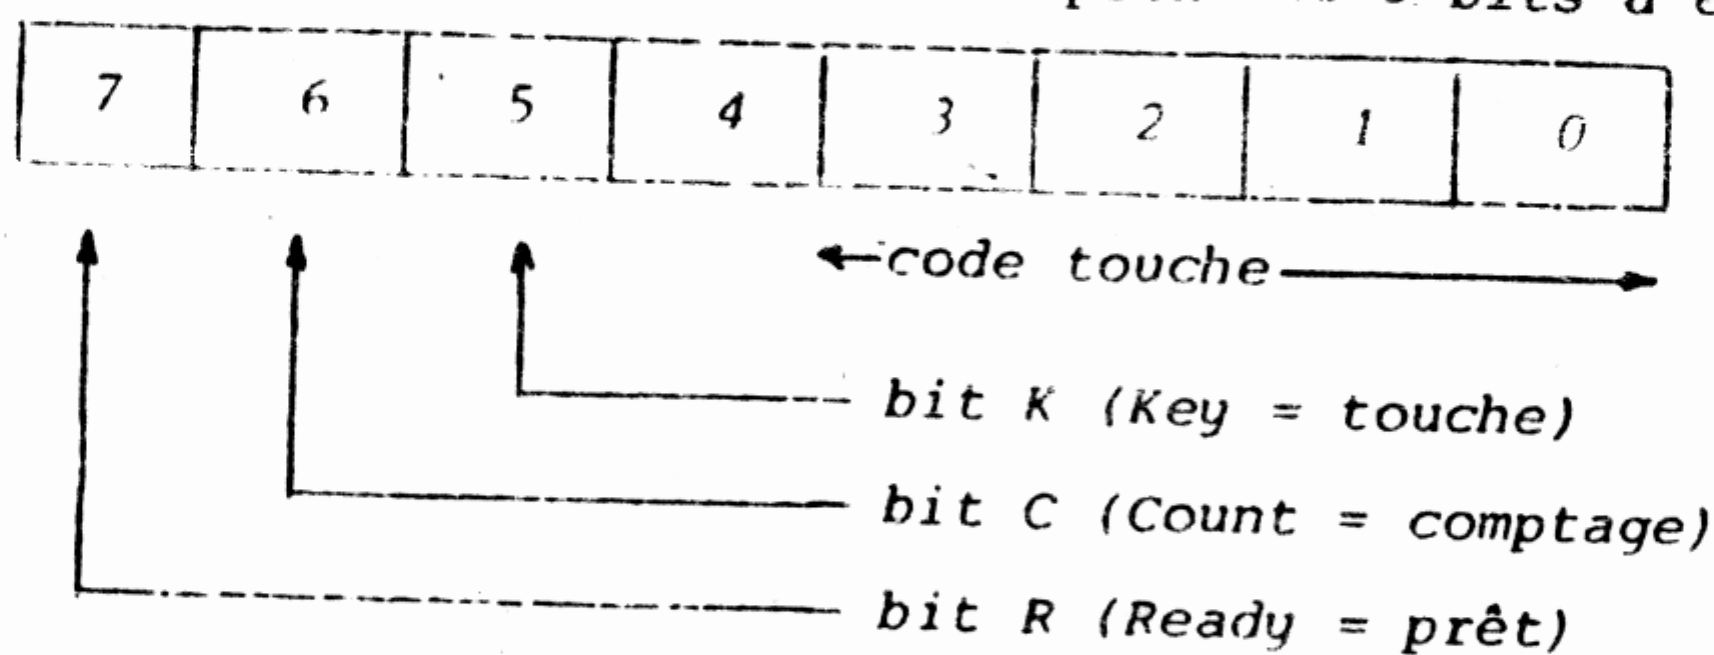 bits d
7 6 5 4 3 2 1 0
code touche
bit K (Key = touche)
bit C (Count = comptage)
bit R (Ready = prêt)